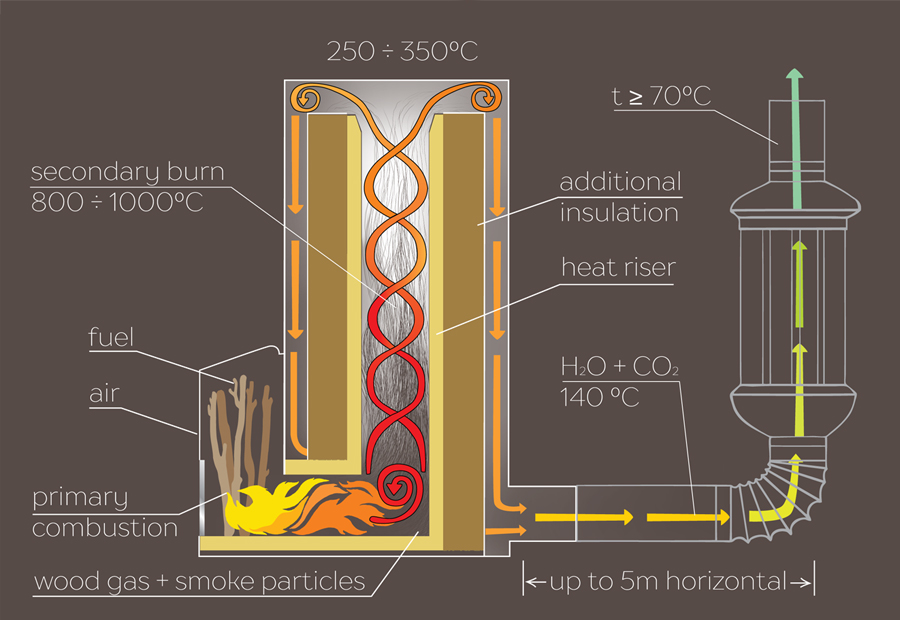 250 ÷ 350ºC
t ≥ 70ºC
secondary burn
800 ÷ 1000ºC
additional
insulation
heat riser
fuel
air
H₂O + CO₂
140 ºC
primary
combustion
wood gas + smoke particles
up to 5m horizontal